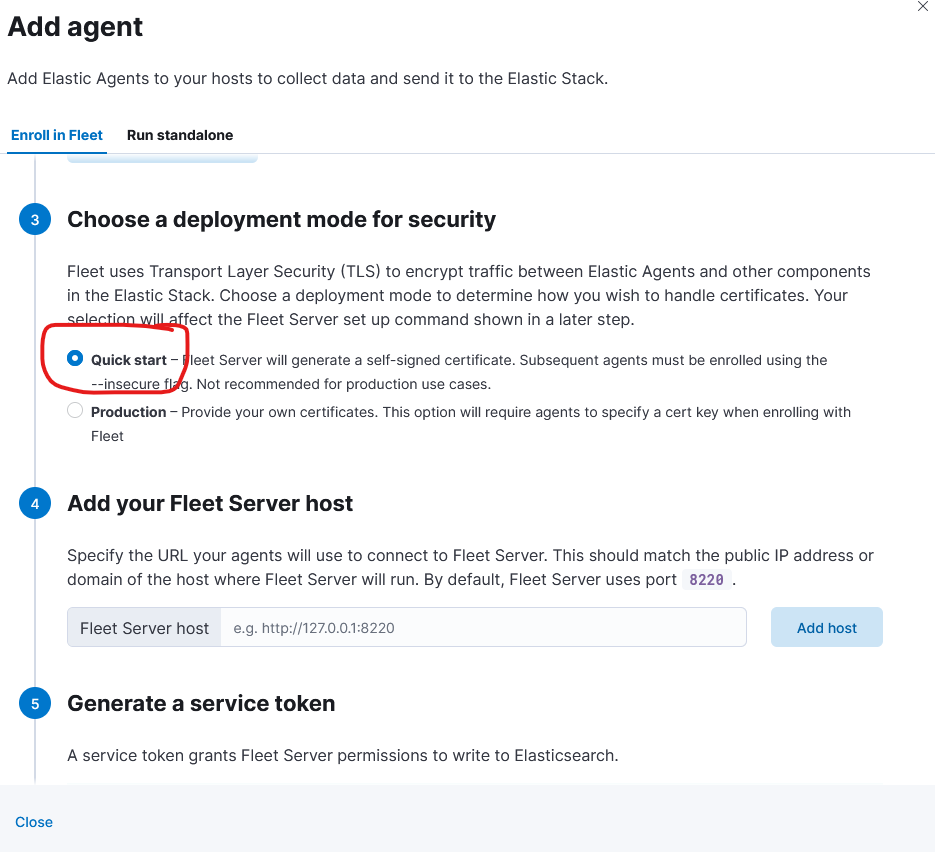 Add agent
Add Elastic Agents to your hosts to collect data and send it to the Elastic Stack.
Enroll in Fleet
Run standalone
3
Choose a deployment mode for security
Fleet uses Transport Layer Security (TLS) to encrypt traffic between Elastic Agents and other components
in the Elastic Stack. Choose a deployment mode to determine how you wish to handle certificates. Your
selection will affect the Fleet Server set up command shown in a later step.
Quick start – Fleet Server will generate a self-signed certificate. Subsequent agents must be enrolled using the
--insecure flag. Not recommended for production use cases.
Production – Provide your own certificates. This option will require agents to specify a cert key when enrolling with
Fleet
4
Add your Fleet Server host
Specify the URL your agents will use to connect to Fleet Server. This should match the public IP address or
domain of the host where Fleet Server will run. By default, Fleet Server uses port 8220 .
Fleet Server host
e.g. http://127.0.0.1:8220
Add host
5
Generate a service token
A service token grants Fleet Server permissions to write to Elasticsearch.
Close